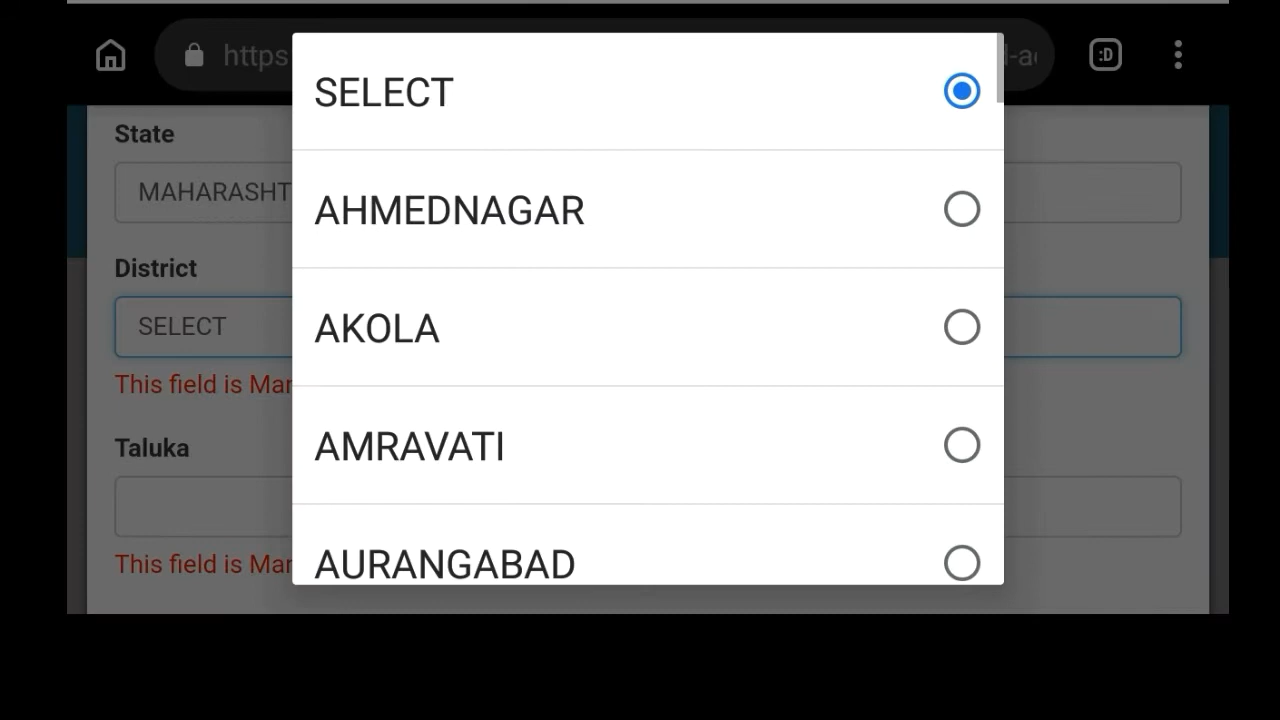 https
:D
SELECT
State
MAHARASHT
AHMEDNAGAR
District
SELECT
AKOLA
This field is Mar
Taluka
AMRAVATI
This field is Mar
AURANGABAD